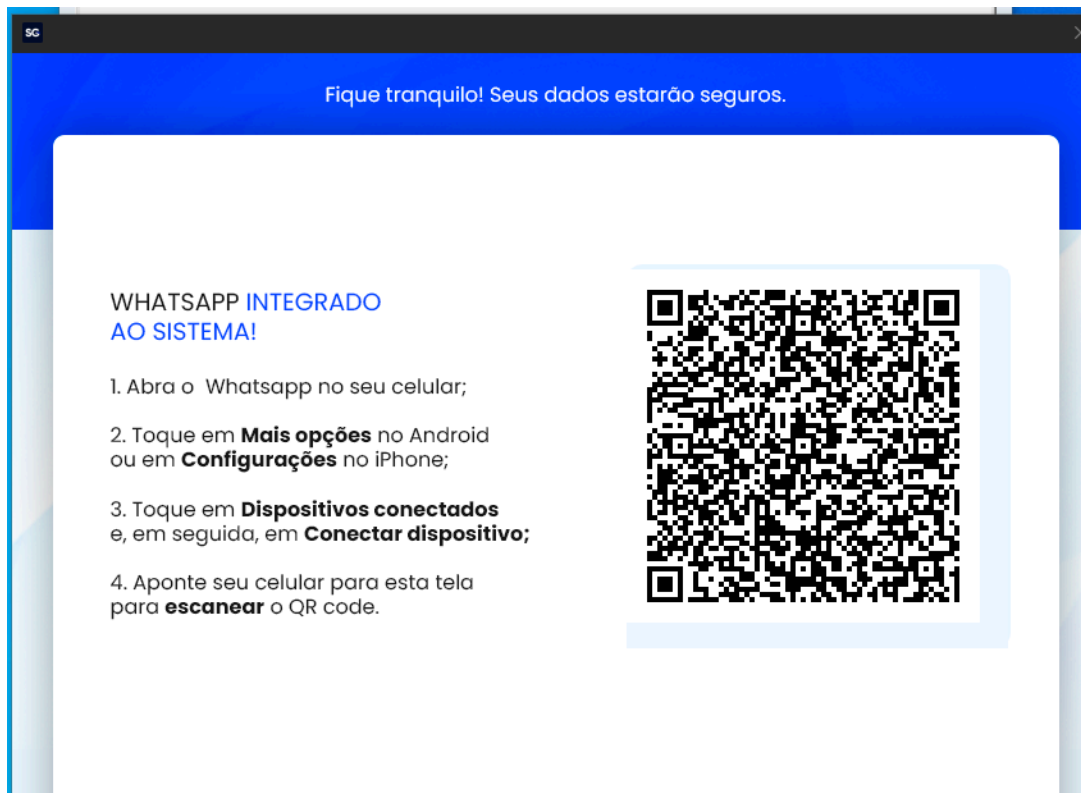 SG
Fique tranquilo! Seus dados estarão seguros.
WHATSAPP INTEGRADO
AO SISTEMA!
1. Abra o  Whatsapp no seu celular;
2. Toque em Mais opções no Android
ou em Configurações no iPhone;
3. Toque em Dispositivos conectados
e, em seguida, em Conectar dispositivo;
4. Aponte seu celular para esta tela
para escanear o QR code.